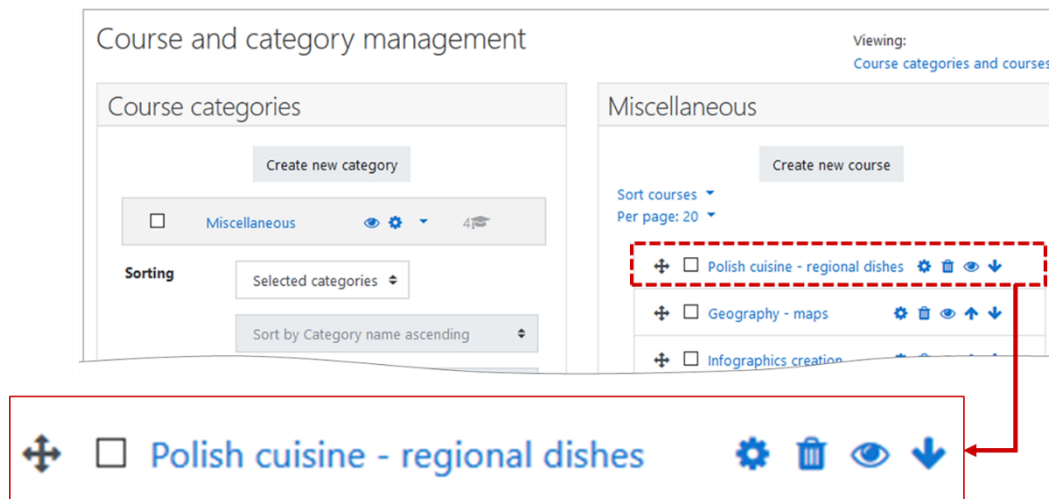 Course and category management
Viewing:
Course categories and courses
Course categories
Create new category
Miscellaneous 4
Sorting
Selected categories
Sort by Category name ascending
Miscellaneous
Create new course
Sort courses
Per page: 20
Polish cuisine - regional dishes
Geography - maps
Infographics creation
Polish cuisine - regional dishes